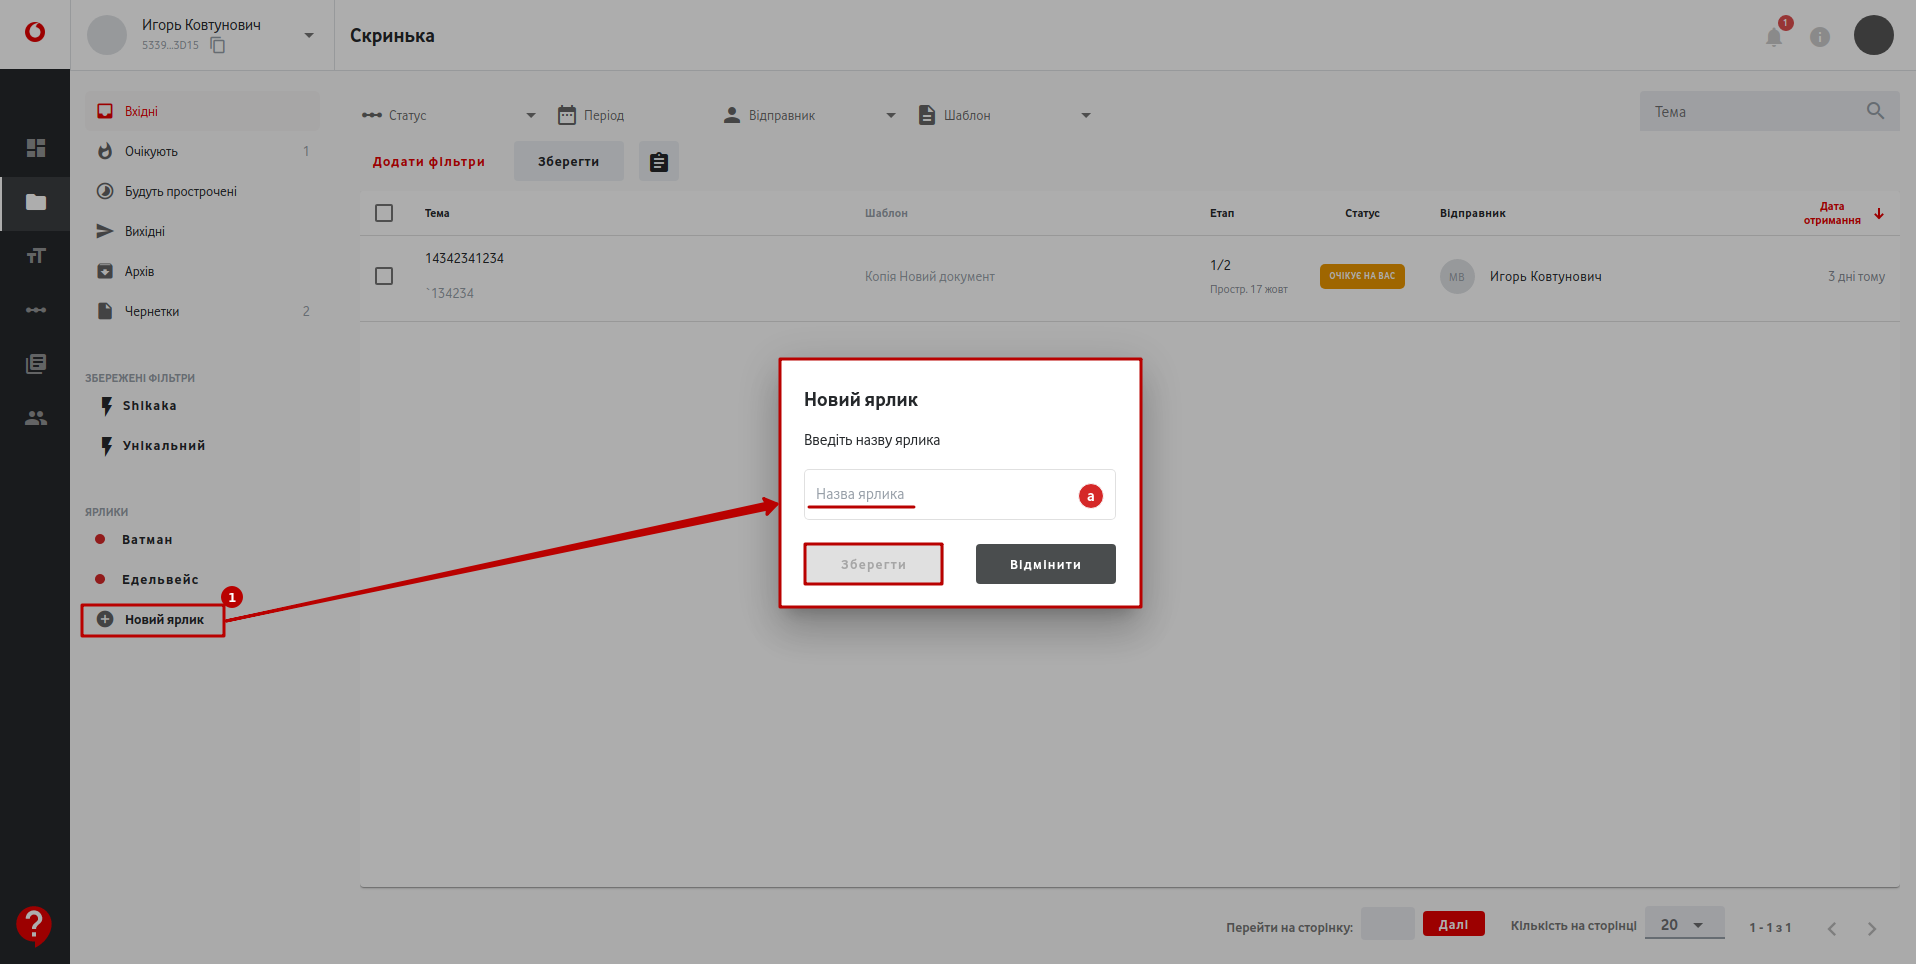 Игорь Ковтунович
5339...3D15
Скринька
1
Вхідні
Очікують 1
Будуть прострочені
Вихідні
Архів
Чернетки 2
ЗБЕРЕЖЕНІ ФІЛЬТРИ
Shikaka
Унікальний
ЯРЛИКИ
Ватман
Едельвейс
1
Новий ярлик
Статус Період Відправник Шаблон Тема
Додати фільтри Зберегти
Тема Шаблон Етап Статус Відправник Дата отримання
14342341234
`134234
Копія Новий документ
1/2
Простр. 17 жовт
ОЧІКУЄ НА ВАС
МВ
Игорь Ковтунович
3 дні тому
Новий ярлик
Введіть назву ярлика
Назва ярлика a
Зберегти Відмінити
Перейти на сторінку: Далі Кількість на сторінці 20 1 - 1 з 1